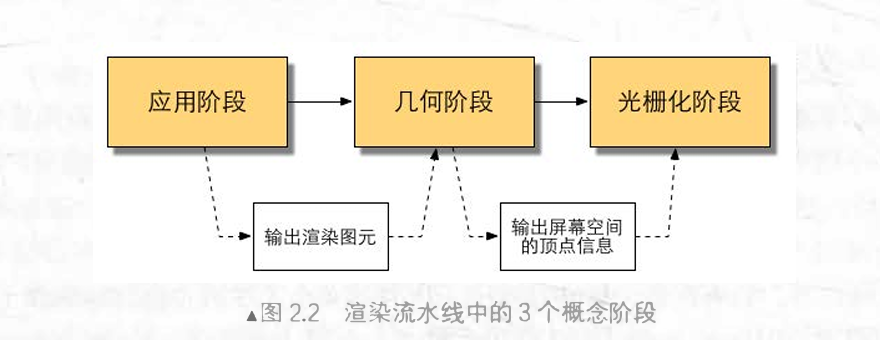 应用阶段
几何阶段
光栅化阶段
输出渲染图元
输出屏幕空间
的顶点信息
▲图 2.2 渲染流水线中的 3 个概念阶段